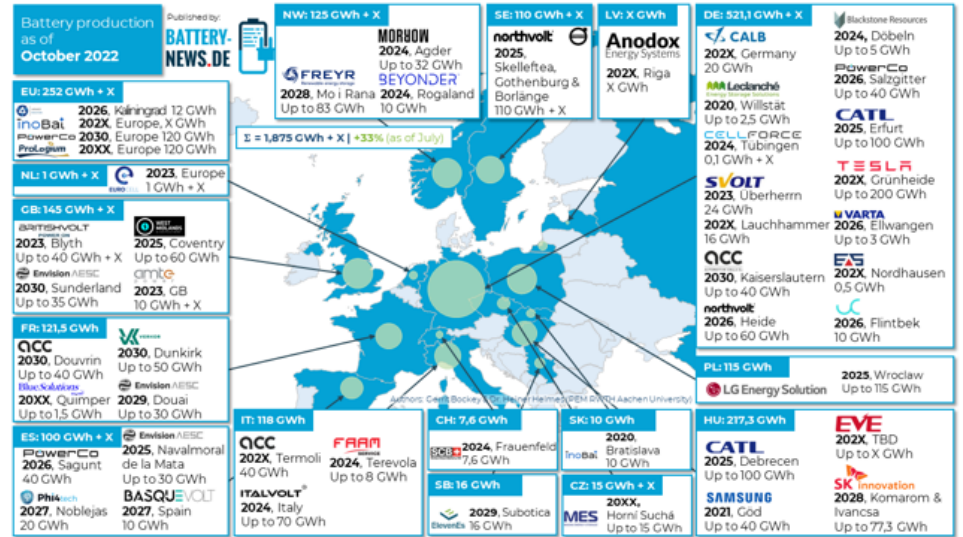 Battery production
as of
October 2022
Published by:
BATTERY-
NEWS.DE
NW: 125 GWh + X
FREYR
2028, Mo i Rana
Up to 83 GWh
MORROW
2024, Agder
Up to 32 GWh
BEYONDER
2024, Rogaland
10 GWh
SE: 110 GWh + X
northvolt
2025,
Skelleftea,
Gothenburg &
Borlänge
110 GWh + X
LV: X GWh
Anodox
Energy Systems
202X, Riga
X GWh
DE: 521,1 GWh + X
CALB
202X, Germany
20 GWh
Leclanché
Energy Storage Solutions
2020, Willstät
Up to 2,5 GWh
CELLFORCE
2024, Tübingen
0,1 GWh + X
SVOLT
2023, Überherrn
24 GWh
202X, Lauchhammer
16 GWh
acc
2030, Kaiserslautern
Up to 40 GWh
northvolt
2026, Heide
Up to 60 GWh
Blackstone Resources
2024, Döbeln
Up to 5 GWh
PowerCo
2026, Salzgitter
Up to 40 GWh
CATL
2025, Erfurt
Up to 100 GWh
TESLA
202X, Grünheide
Up to 200 GWh
VARTA
2026, Ellwangen
Up to 3 GWh
EAS
202X, Nordhausen
0,5 GWh
2026, Flintbek
10 GWh
EU: 252 GWh + X
2026, Kaliningrad 12 GWh
inoBat 202X, Europe, X GWh
PowerCo 2030, Europe 120 GWh
ProLogium 20XX, Europe 120 GWh
Σ = 1,875 GWh + X | +33% (as of July)
NL: 1 GWh + X
EUROCELL
2023, Europe
1 GWh + X
GB: 145 GWh + X
BRITISHVOLT
2023, Blyth
Up to 40 GWh + X
Envision AESC
2030, Sunderland
Up to 35 GWh
WEST MIDLANDS
2025, Coventry
Up to 60 GWh
amte
2023, GB
10 GWh + X
FR: 121,5 GWh
acc
2030, Douvrin
Up to 40 GWh
Blue Solutions
20XX, Quimper
Up to 1,5 GWh
VERKOR
2030, Dunkirk
Up to 50 GWh
Envision AESC
2029, Douai
Up to 30 GWh
ES: 100 GWh + X
PowerCo
2026, Sagunt
40 GWh
Phi4tech
2027, Noblejas
20 GWh
Envision AESC
2025, Navalmoral
de la Mata
Up to 30 GWh
BASQUEVOLT
2027, Spain
10 GWh
Authors: Gerrit Bockey & Dr. Heiner Heimes (PEM RWTH Aachen University)
IT: 118 GWh
acc
202X, Termoli
40 GWh
ITALVOLT
2024, Italy
Up to 70 GWh
FAAM
2024, Terevola
Up to 8 GWh
CH: 7,6 GWh
SCB
2024, Frauenfeld
7,6 GWh
SB: 16 GWh
ElevenEs
2029, Subotica
16 GWh
SK: 10 GWh
inoBat
2020,
Bratislava
10 GWh
CZ: 15 GWh + X
MES
20XX,
Horní Suchá
Up to 15 GWh
PL: 115 GWh
LG Energy Solution
2025, Wroclaw
Up to 115 GWh
HU: 217,3 GWh
CATL
2025, Debrecen
Up to 100 GWh
SAMSUNG
2021, Göd
Up to 40 GWh
EVE
202X, TBD
Up to X GWh
SK innovation
2028, Komarom &
Ivancsa
Up to 77,3 GWh